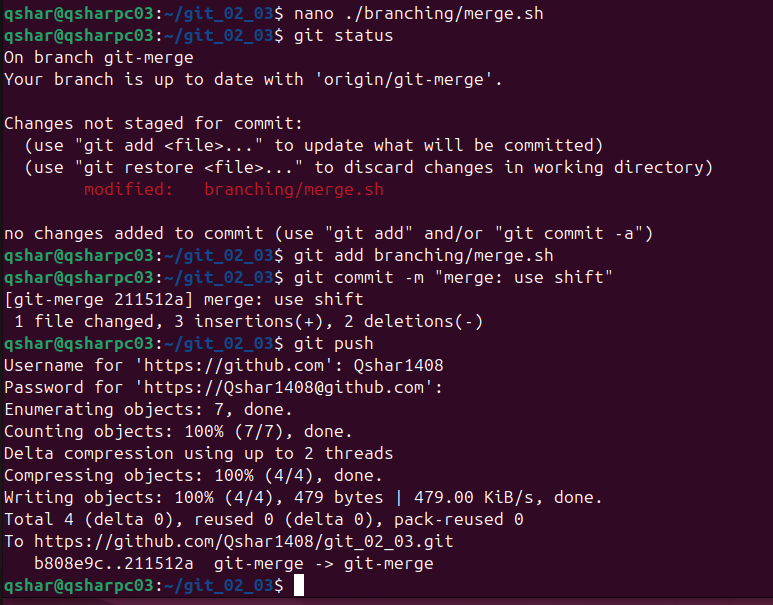 qshar@qsharpc03:~/git_02_03$ nano ./branching/merge.sh
qshar@qsharpc03:~/git_02_03$ git status
On branch git-merge
Your branch is up to date with 'origin/git-merge'.
Changes not staged for commit:
  (use "git add <file>..." to update what will be committed)
  (use "git restore <file>..." to discard changes in working directory)
        modified:   branching/merge.sh
no changes added to commit (use "git add" and/or "git commit -a")
qshar@qsharpc03:~/git_02_03$ git add branching/merge.sh
qshar@qsharpc03:~/git_02_03$ git commit -m "merge: use shift"
[git-merge 211512a] merge: use shift
 1 file changed, 3 insertions(+), 2 deletions(-)
qshar@qsharpc03:~/git_02_03$ git push
Username for 'https://github.com': Qshar1408
Password for 'https://Qshar1408@github.com':
Enumerating objects: 7, done.
Counting objects: 100% (7/7), done.
Delta compression using up to 2 threads
Compressing objects: 100% (4/4), done.
Writing objects: 100% (4/4), 479 bytes | 479.00 KiB/s, done.
Total 4 (delta 0), reused 0 (delta 0), pack-reused 0
To https://github.com/Qshar1408/git_02_03.git
   b808e9c..211512a  git-merge -> git-merge
qshar@qsharpc03:~/git_02_03$